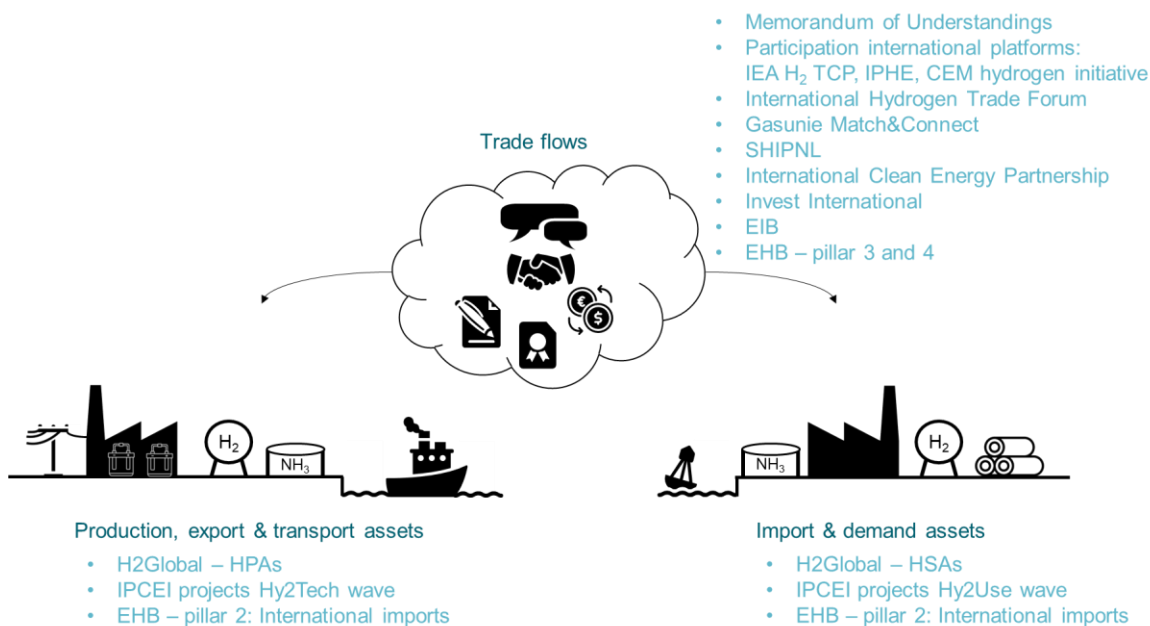 • Memorandum of Understandings
• Participation international platforms:
IEA H₂ TCP, IPHE, CEM hydrogen initiative
• International Hydrogen Trade Forum
• Gasunie Match&Connect
• SHIPNL
• International Clean Energy Partnership
• Invest International
• EIB
• EHB – pillar 3 and 4
Trade flows
€
$
H₂
NH₃
NH₃
H₂
Production, export & transport assets
• H2Global – HPAs
• IPCEI projects Hy2Tech wave
• EHB – pillar 2: International imports
Import & demand assets
• H2Global – HSAs
• IPCEI projects Hy2Use wave
• EHB – pillar 2: International imports